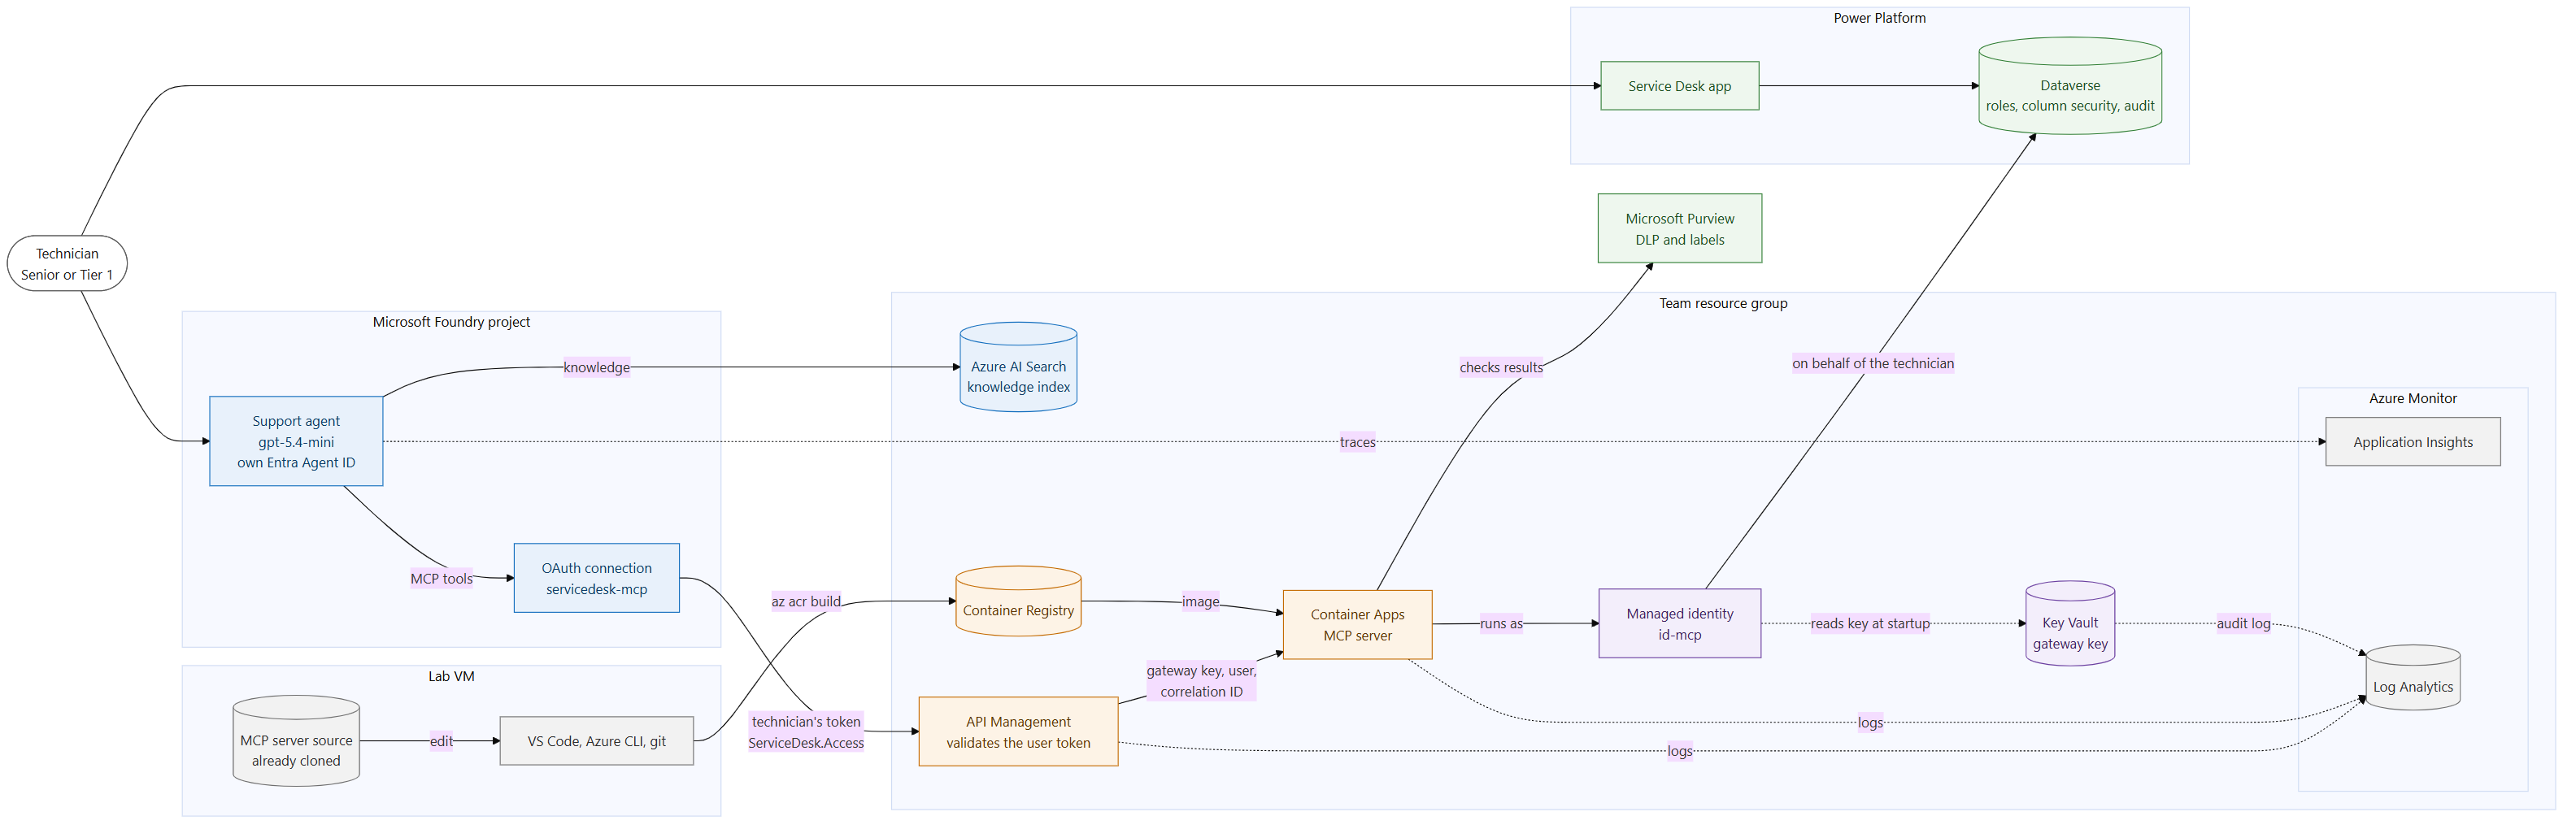 Power Platform
Service Desk app
Dataverse
roles, column security, audit
Microsoft Purview
DLP and labels
Technician
Senior or Tier 1
Microsoft Foundry project
Support agent
gpt-5.4-mini
own Entra Agent ID
knowledge
MCP tools
OAuth connection
servicedesk-mcp
Lab VM
MCP server source
already cloned
edit
VS Code, Azure CLI, git
az acr build
technician's token
ServiceDesk.Access
Team resource group
Azure AI Search
knowledge index
checks results
on behalf of the technician
traces
Container Registry
image
API Management
validates the user token
gateway key, user,
correlation ID
Container Apps
MCP server
runs as
Managed identity
id-mcp
reads key at startup
Key Vault
gateway key
audit log
logs
logs
Azure Monitor
Application Insights
Log Analytics